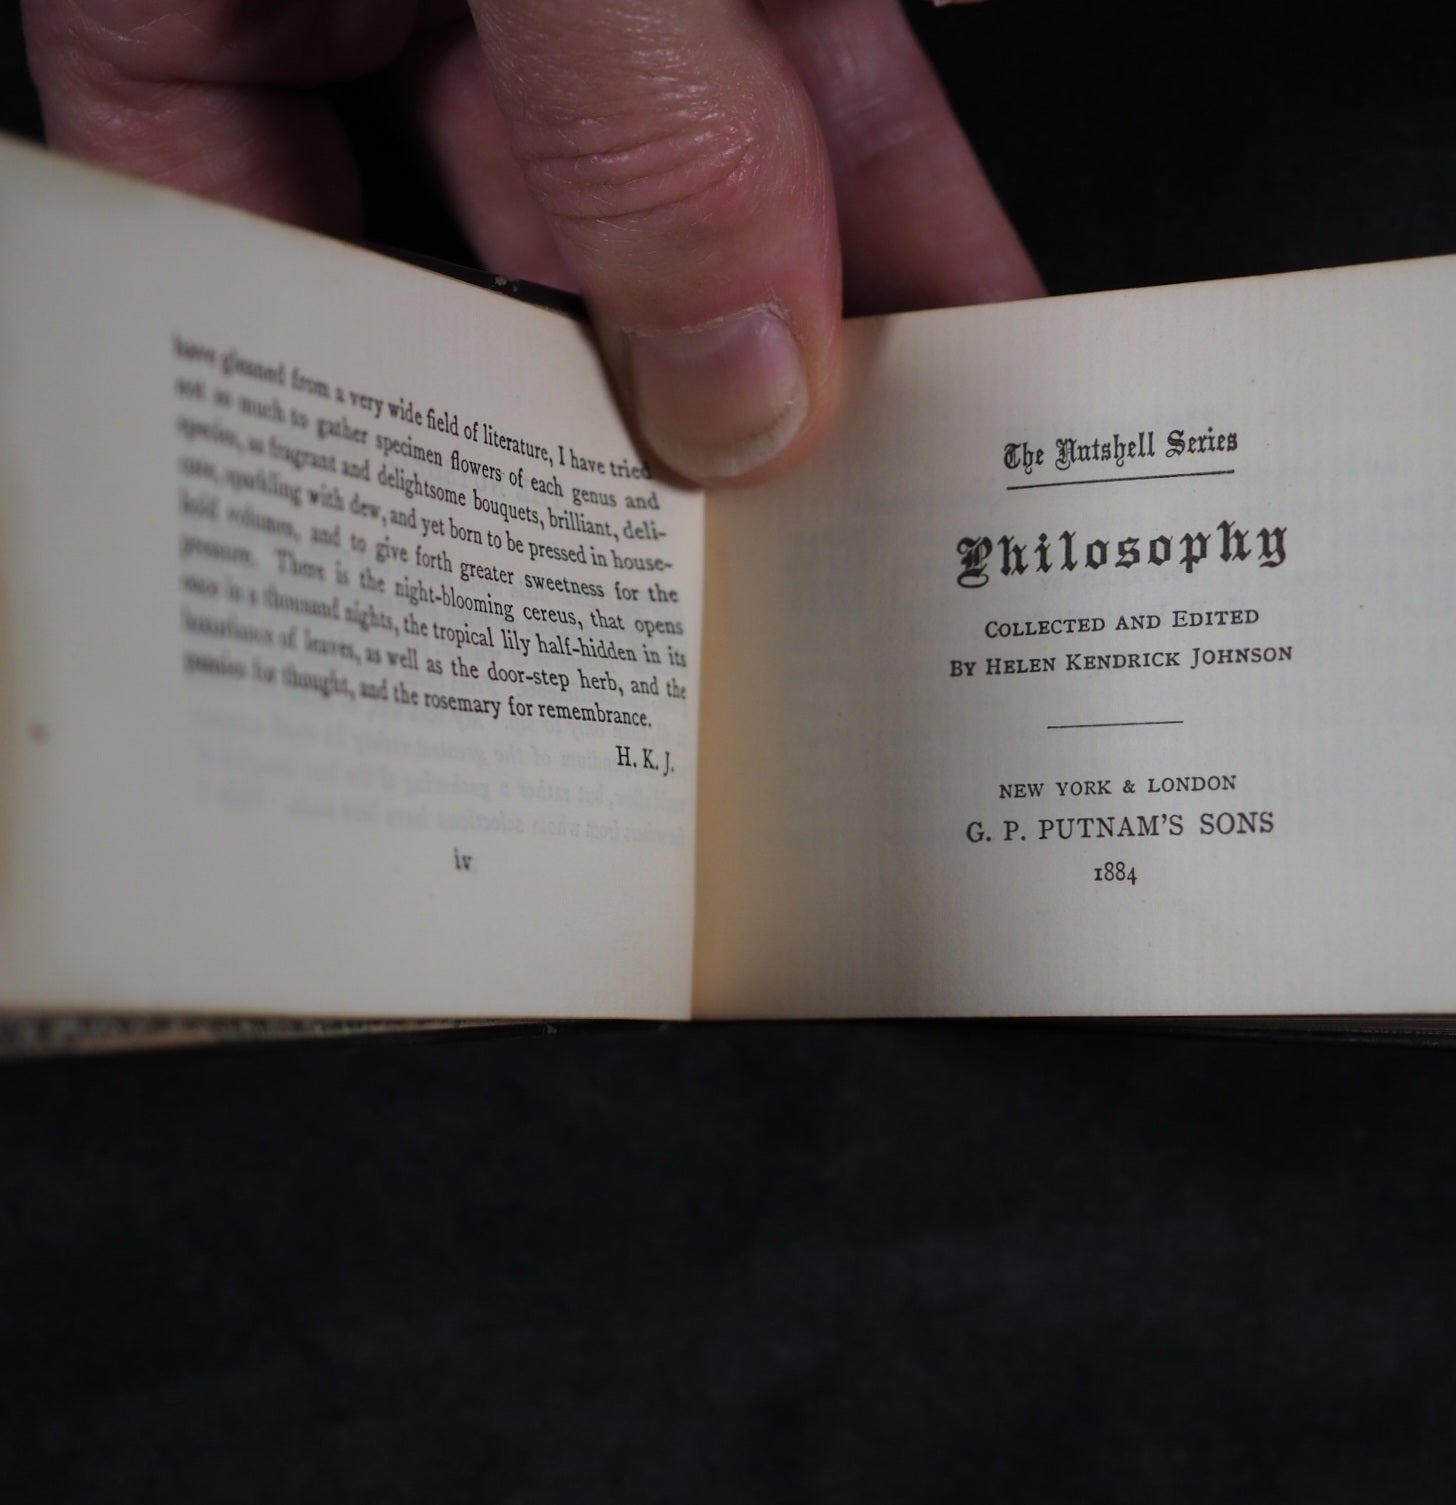 have gleaned from a very wide field of literature, I have tried
not so much to gather specimen flowers of each genus and
species, as fragrant and delightsome bouquets, brilliant, deli-
cate, sparkling with dew, and yet born to be pressed in house-
hold volumes, and to give forth greater sweetness for the
pressure. There is the night-blooming cereus, that opens
once in a thousand nights, the tropical lily half-hidden in its
luxuriance of leaves, as well as the door-step herb, and the
pansies for thought, and the rosemary for remembrance.
H. K. J.
iv
The Nutshell Series
Philosophy
COLLECTED AND EDITED
BY HELEN KENDRICK JOHNSON
NEW YORK & LONDON
G. P. PUTNAM'S SONS
1884